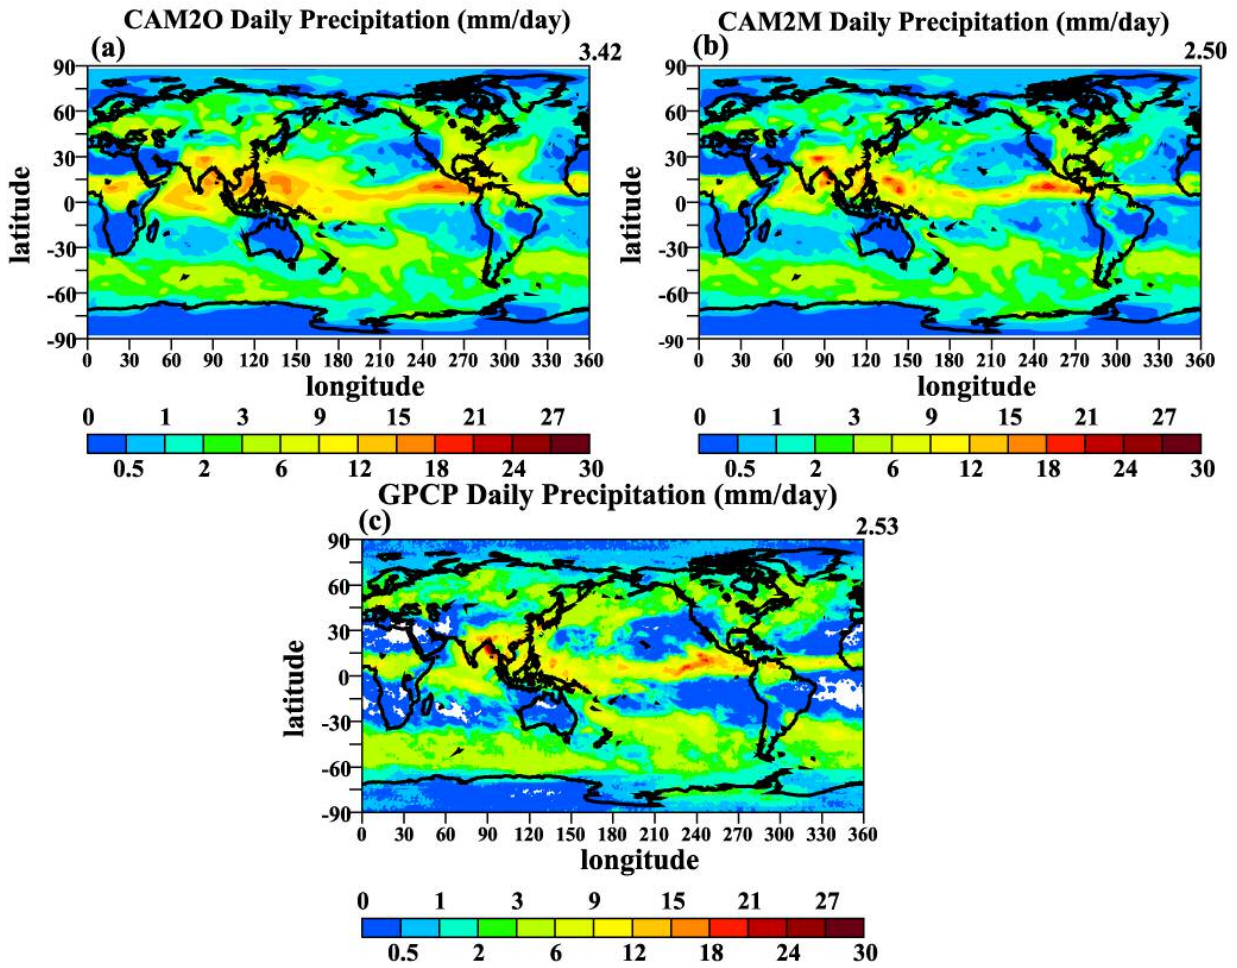 CAM2O Daily Precipitation (mm/day)
(a)
3.42
90
60
30
0
-30
-60
-90
latitude
0 30 60 90 120 150 180 210 240 270 300 330 360
longitude
0 1 3 9 15 21 27
0.5 2 6 12 18 24 30
CAM2M Daily Precipitation (mm/day)
(b)
2.50
90
60
30
0
-30
-60
-90
latitude
0 30 60 90 120 150 180 210 240 270 300 330 360
longitude
0 1 3 9 15 21 27
0.5 2 6 12 18 24 30
GPCP Daily Precipitation (mm/day)
(c)
2.53
90
60
30
0
-30
-60
-90
latitude
0 30 60 90 120 150 180 210 240 270 300 330 360
longitude
0 1 3 9 15 21 27
0.5 2 6 12 18 24 30